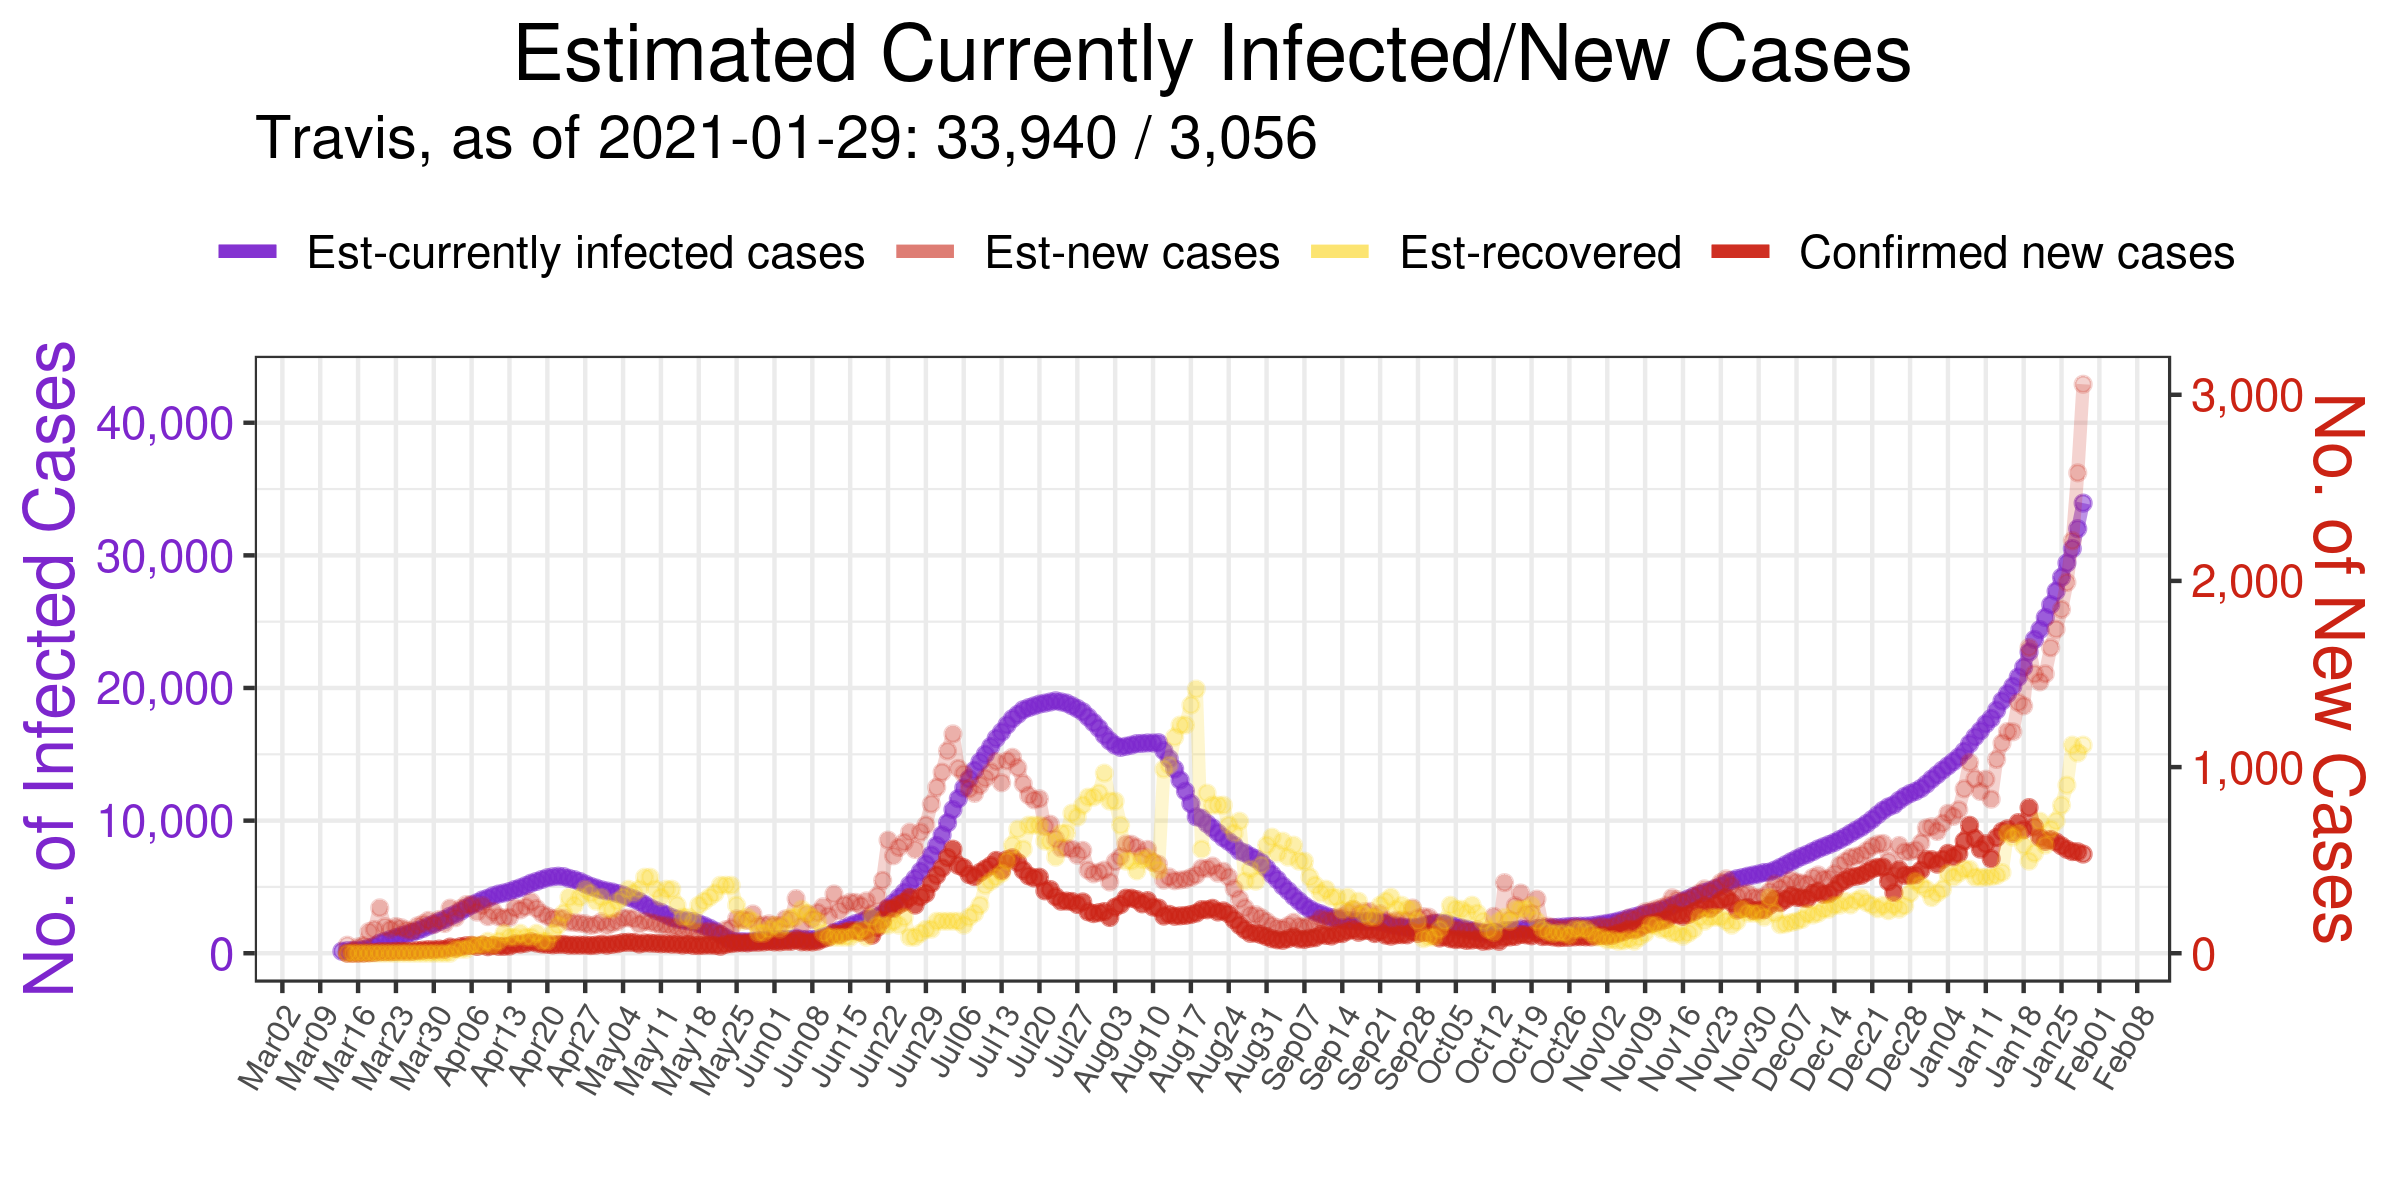 Estimated Currently Infected/New Cases
Travis, as of 2021-01-29: 33,940 / 3,056
Est-currently infected cases Est-new cases Est-recovered Confirmed new cases
No. of Infected Cases
40,000
30,000
20,000
10,000
0
3,000
2,000
1,000
0
No. of New Cases
Mar02 Mar09 Mar16 Mar23 Mar30 Apr06 Apr13 Apr20 Apr27 May04 May11 May18 May25 Jun01 Jun08 Jun15 Jun22 Jun29 Jul06 Jul13 Jul20 Jul27 Aug03 Aug10 Aug17 Aug24 Aug31 Sep07 Sep14 Sep21 Sep28 Oct05 Oct12 Oct19 Oct26 Nov02 Nov09 Nov16 Nov23 Nov30 Dec07 Dec14 Dec21 Dec28 Jan04 Jan11 Jan18 Jan25 Feb01 Feb08